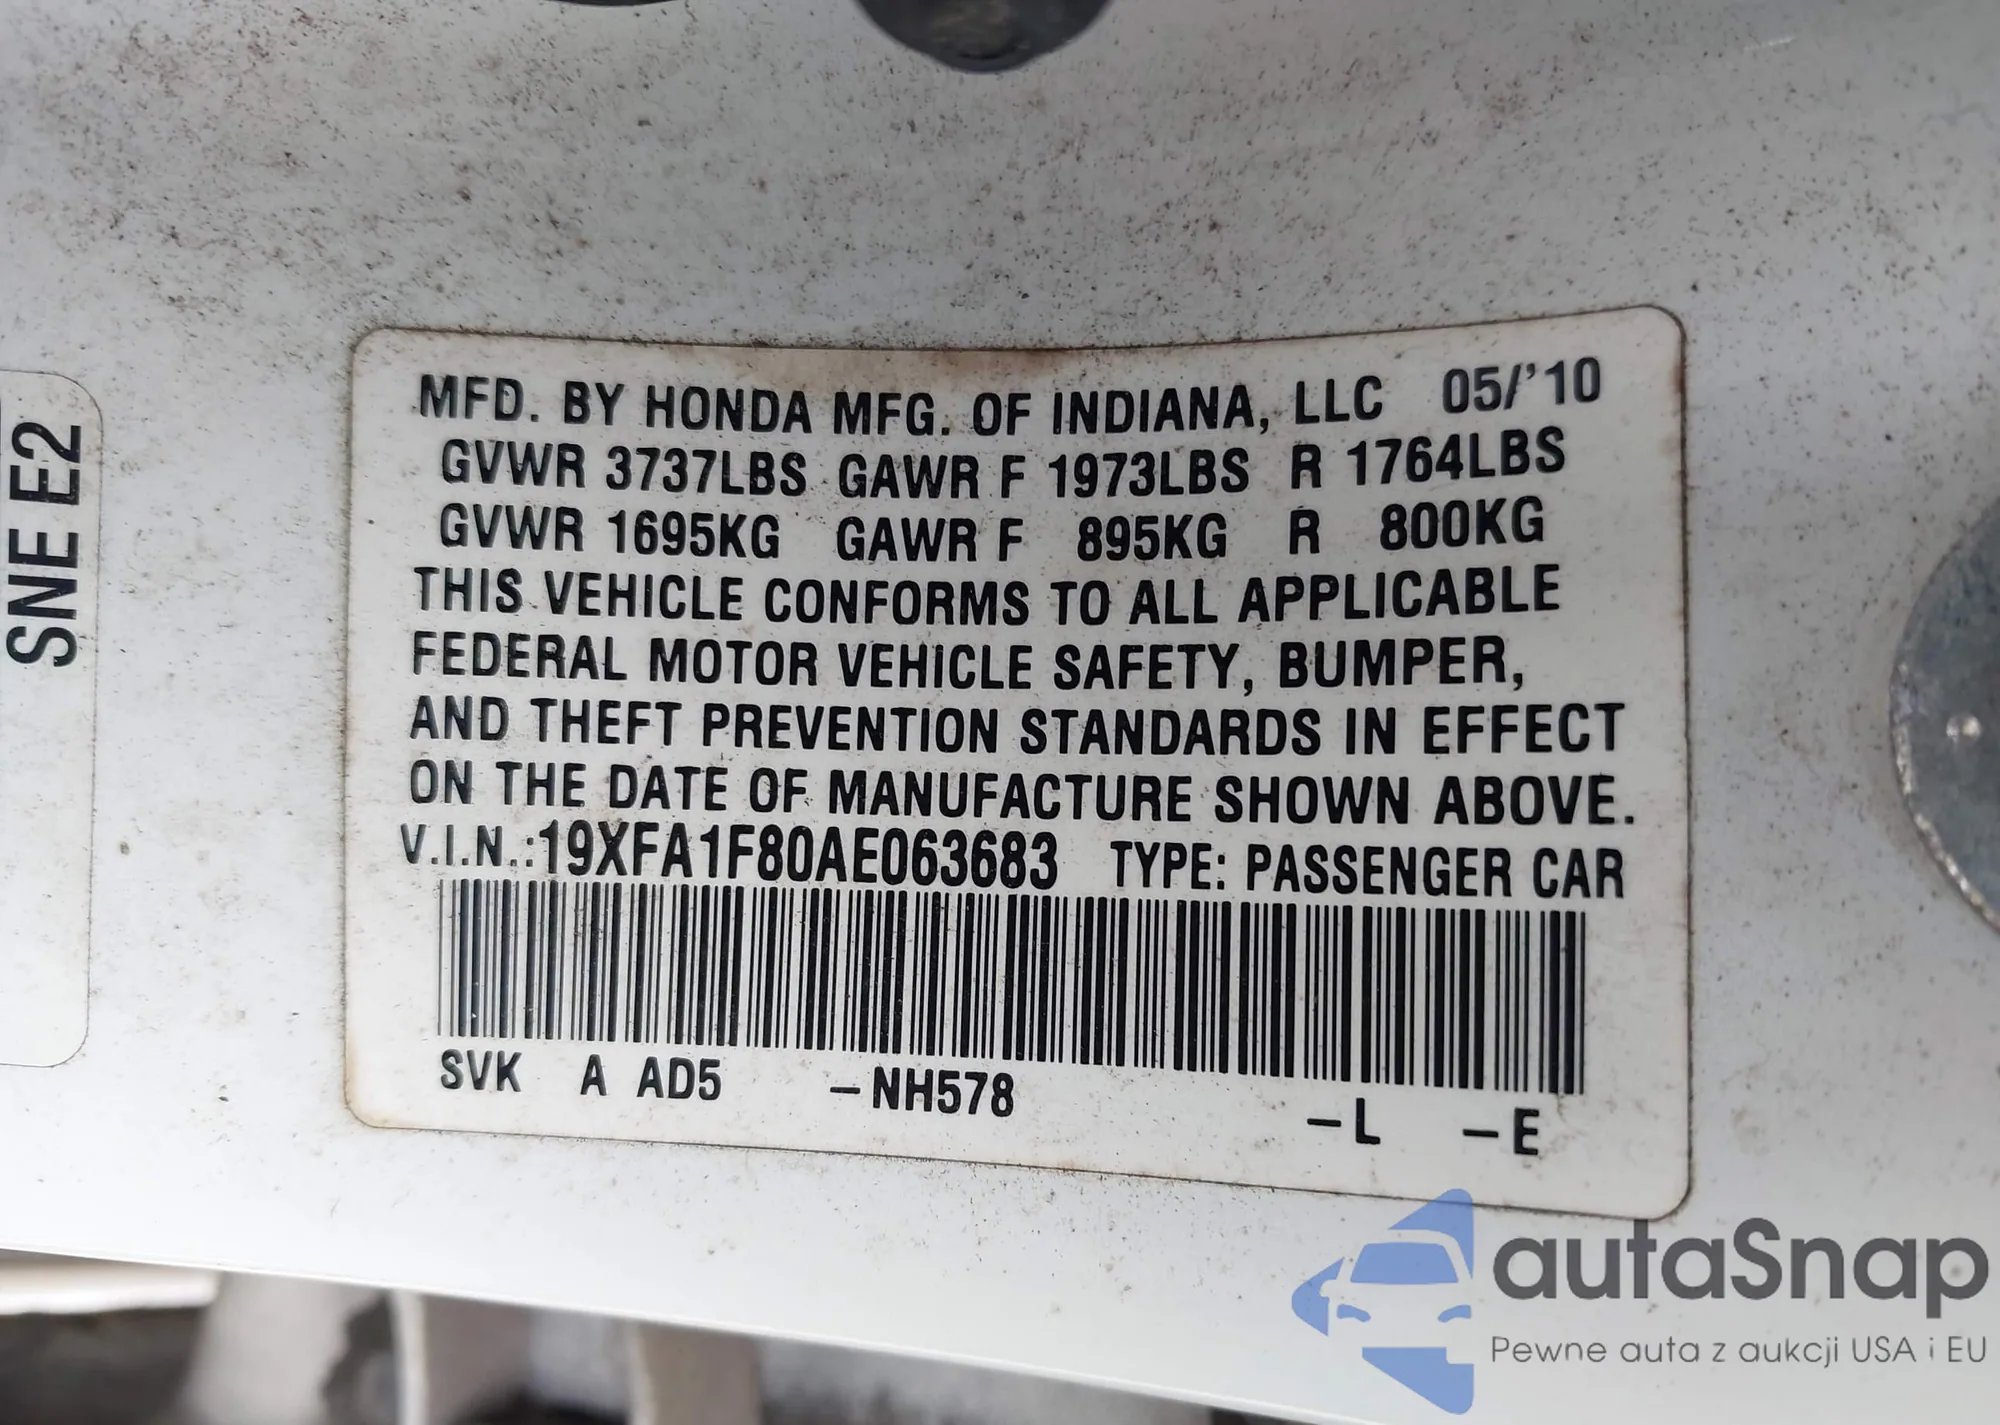 SNE E2
MFD. BY HONDA MFG. OF INDIANA, LLC 05/'10
GVWR 3737LBS GAWR F 1973LBS R 1764LBS
GVWR 1695KG GAWR F 895KG R 800KG
THIS VEHICLE CONFORMS TO ALL APPLICABLE
FEDERAL MOTOR VEHICLE SAFETY, BUMPER,
AND THEFT PREVENTION STANDARDS IN EFFECT
ON THE DATE OF MANUFACTURE SHOWN ABOVE.
V.I.N.:19XFA1F80AE063683 TYPE: PASSENGER CAR
SVK A AD5 –NH578 –L –E
autaSnap
Pewne auta z aukcji USA i EU